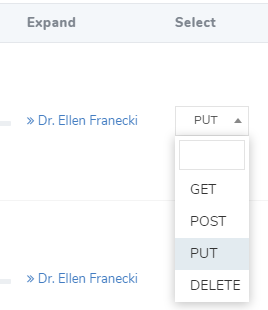 Expand Select
» Dr. Ellen Franecki PUT
GET
POST
PUT
» Dr. Ellen Franecki DELETE